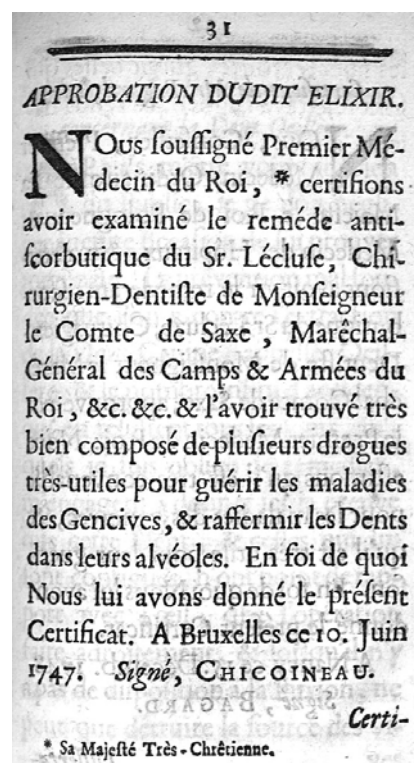 31
APPROBATION DUDIT ELIXIR.
NOus soussigné Premier Mé-
decin du Roi, * certifions
avoir examiné le reméde anti-
scorbutique du Sr. Lécluse, Chi-
rurgien-Dentiste de Monseigneur
le Comte de Saxe, Marêchal-
Général des Camps & Armées du
Roi, &c. &c. & l'avoir trouvé très
bien composé de plusieurs drogues
très-utiles pour guérir les maladies
des Gencives, & raffermir les Dents
dans leurs alvéoles. En foi de quoi
Nous lui avons donné le présent
Certificat. A Bruxelles ce 10. Juin
1747. Signé, CHICOINEAU.
Certi-
* Sa Majesté Très-Chrêtienne.